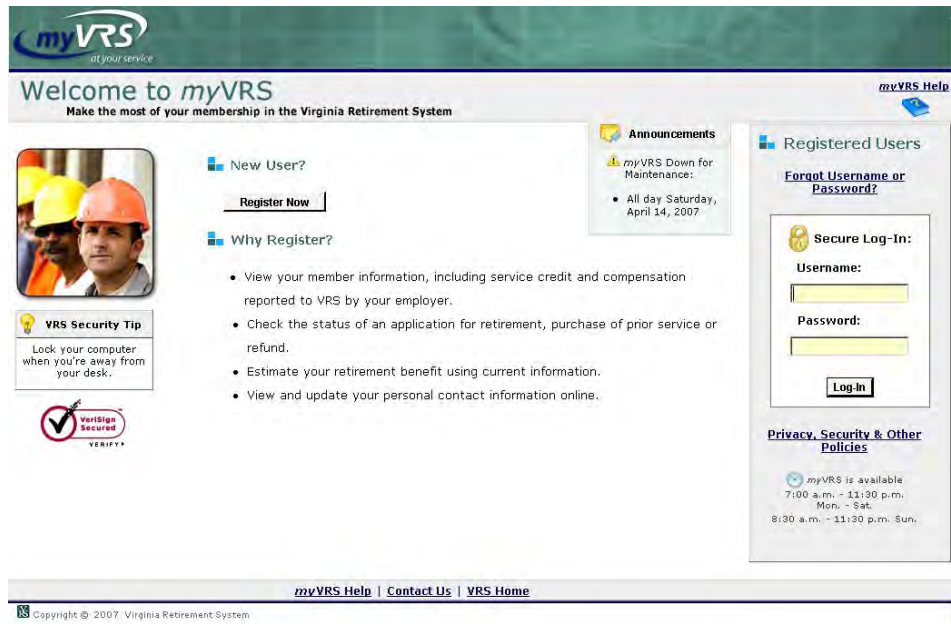 myVRS
at your service
Welcome to myVRS
Make the most of your membership in the Virginia Retirement System
myVRS Help
New User?
Register Now
Why Register?
• View your member information, including service credit and compensation
reported to VRS by your employer.
• Check the status of an application for retirement, purchase of prior service or
refund.
• Estimate your retirement benefit using current information.
• View and update your personal contact information online.
VRS Security Tip
Lock your computer
when you're away from
your desk.
VeriSign
Secured
VERIFY
Announcements
myVRS Down for
Maintenance:
• All day Saturday,
April 14, 2007
Registered Users
Forgot Username or
Password?
Secure Log-In:
Username:
Password:
Log-In
Privacy, Security & Other
Policies
myVRS is available
7:00 a.m. - 11:30 p.m.
Mon. - Sat.
8:30 a.m. - 11:30 p.m. Sun.
myVRS Help | Contact Us | VRS Home
Copyright © 2007 Virginia Retirement System